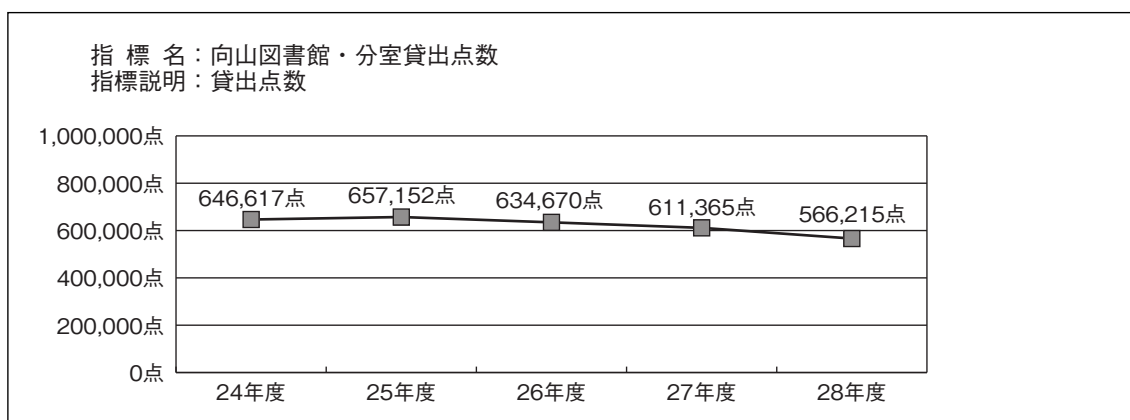 指 標 名：向山図書館・分室貸出点数
指標説明：貸出点数
1,000,000点
800,000点
600,000点
400,000点
200,000点
0点
646,617点
657,152点
634,670点
611,365点
566,215点
24年度
25年度
26年度
27年度
28年度